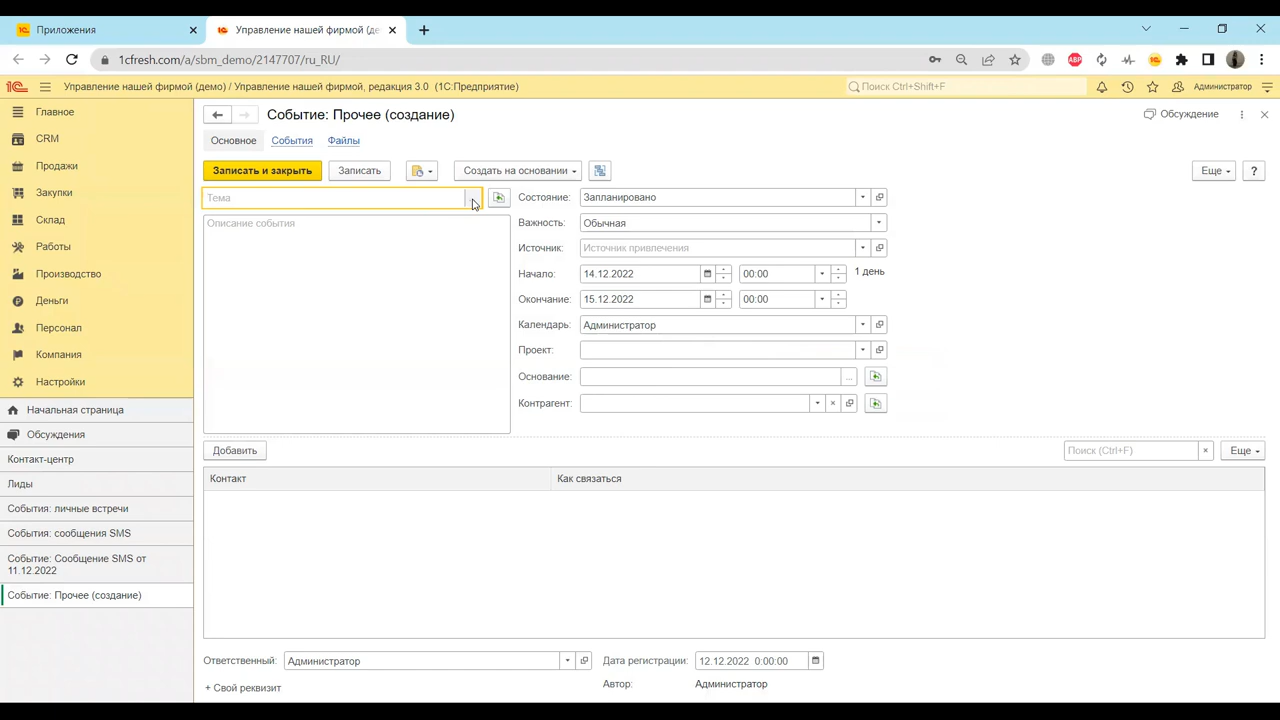 Приложения
Управление нашей фирмой (де
1cfresh.com/a/sbm_demo/2147707/ru_RU/
ABP
Управление нашей фирмой (демо) / Управление нашей фирмой, редакция 3.0 (1С:Предприятие)
Поиск Ctrl+Shift+F
Администратор
Главное
CRM
Продажи
Закупки
Склад
Работы
Производство
Деньги
Персонал
Компания
Настройки
Начальная страница
Обсуждения
Контакт-центр
Лиды
События: личные встречи
События: сообщения SMS
Событие: Сообщение SMS от
11.12.2022
Событие: Прочее (создание)
Событие: Прочее (создание)
Обсуждение
Основное События Файлы
Записать и закрыть Записать Создать на основании Еще ?
Тема
Описание события
Состояние: Запланировано
Важность: Обычная
Источник: Источник привлечения
Начало: 14.12.2022 00:00 1 день
Окончание: 15.12.2022 00:00
Календарь: Администратор
Проект:
Основание: ...
Контрагент:
Добавить Поиск (Ctrl+F) × Еще
Контакт Как связаться
Ответственный: Администратор Дата регистрации: 12.12.2022 0:00:00
+ Свой реквизит Автор: Администратор